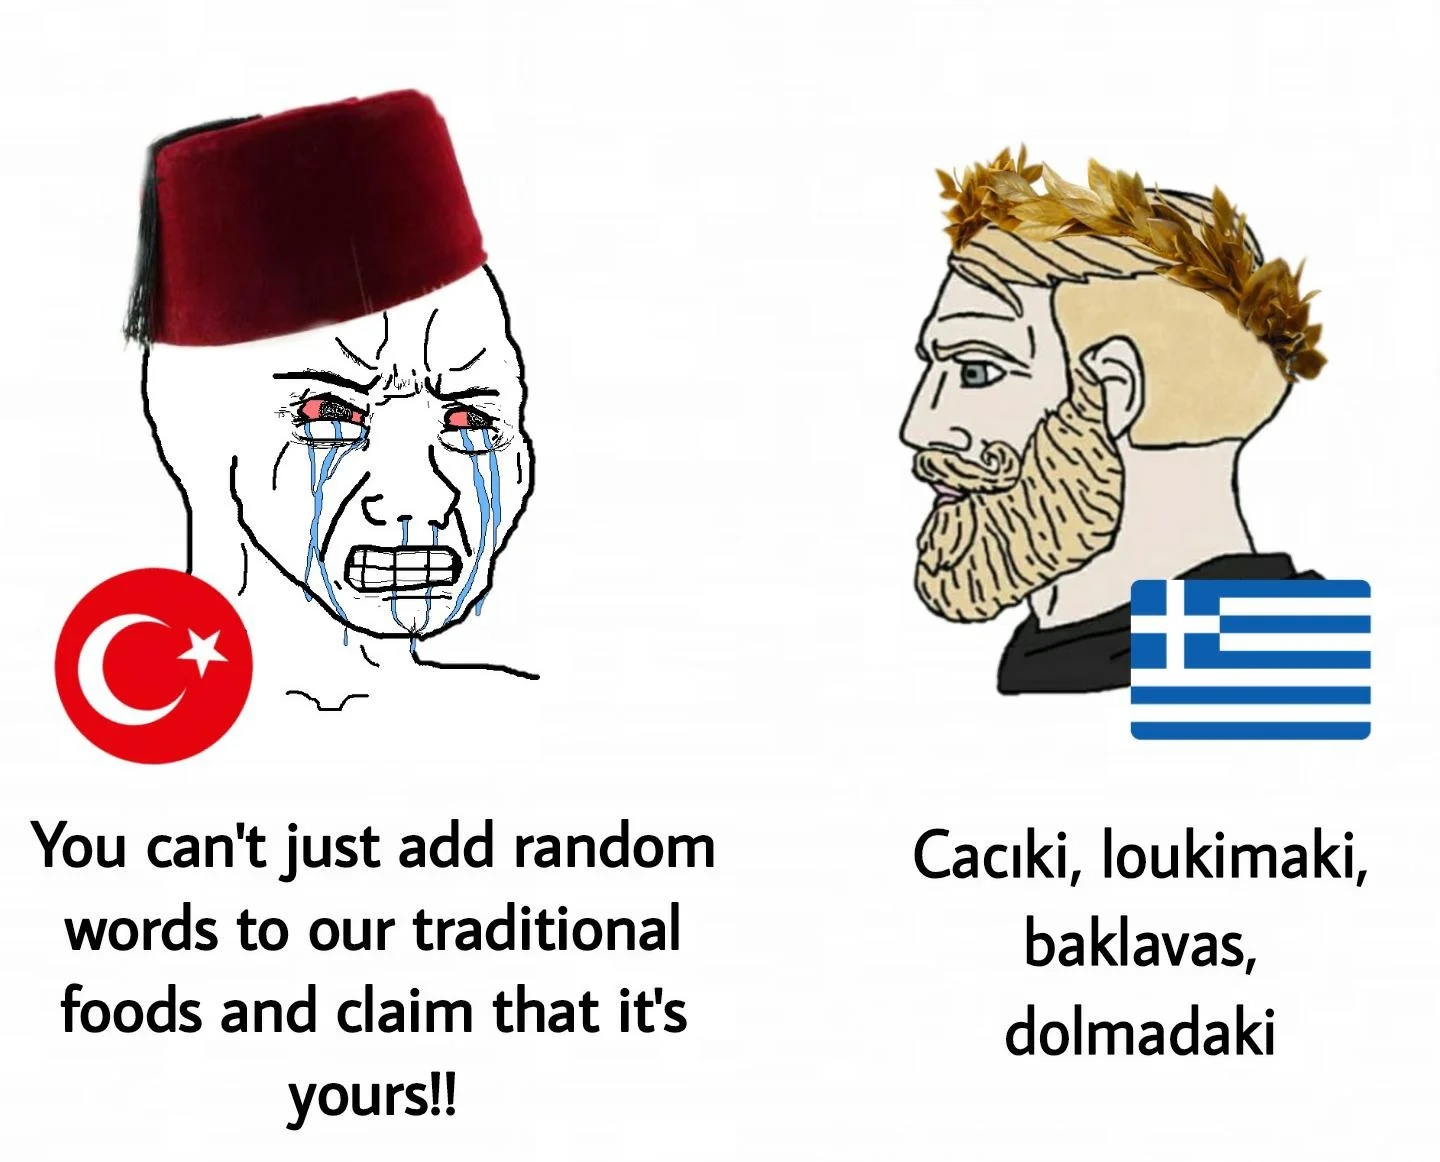 You can't just add random
words to our traditional
foods and claim that it's
yours!!
Cacıki, loukimaki,
baklavas,
dolmadaki